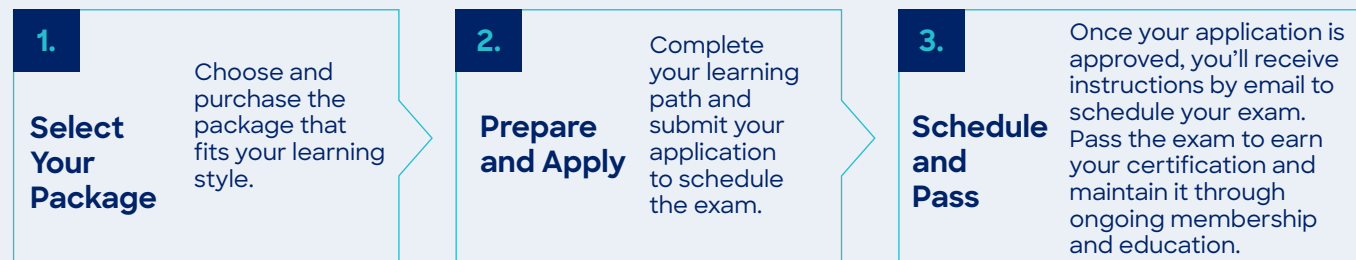 1.
Select
Your
Package
Choose and
purchase the
package that
fits your learning
style.
2.
Prepare
and Apply
Complete
your learning
path and
submit your
application
to schedule
the exam.
3.
Schedule
and
Pass
Once your application is
approved, you’ll receive
instructions by email to
schedule your exam.
Pass the exam to earn
your certification and
maintain it through
ongoing membership
and education.